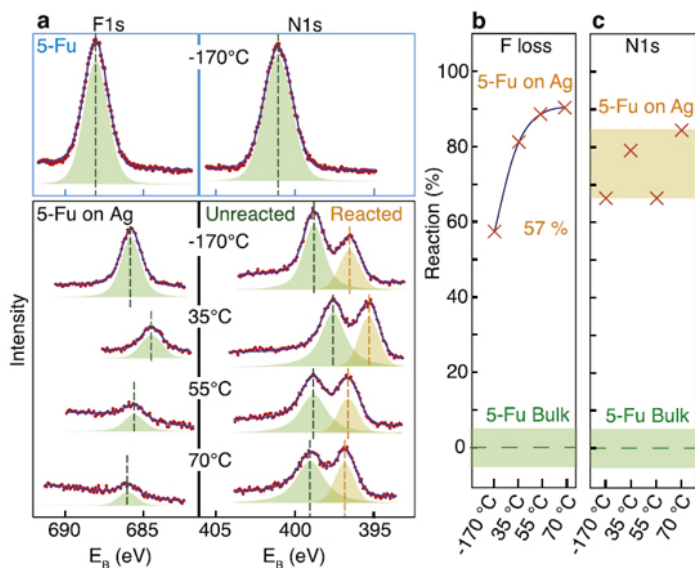 a
F1s
N1s
5-Fu
-170°C
5-Fu on Ag
Unreacted
Reacted
-170°C
35°C
55°C
70°C
Intensity
690
685
405
400
395
E_B (eV)
E_B (eV)
b
F loss
5-Fu on Ag
57 %
5-Fu Bulk
Reaction (%)
100
80
60
40
20
0
-170 °C
35 °C
55 °C
70 °C
c
N1s
5-Fu on Ag
5-Fu Bulk
-170 °C
35 °C
55 °C
70 °C